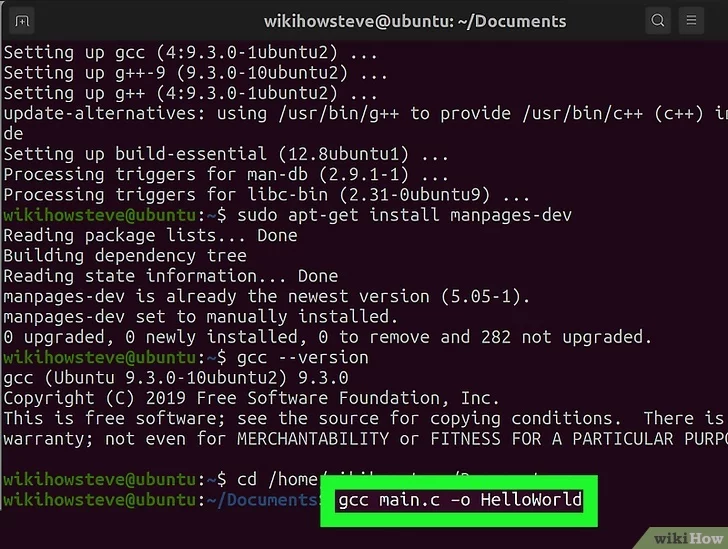 wikihowsteve@ubuntu: ~/Documents
Setting up gcc (4:9.3.0-1ubuntu2) ...
Setting up g++-9 (9.3.0-10ubuntu2) ...
Setting up g++ (4:9.3.0-1ubuntu2) ...
update-alternatives: using /usr/bin/g++ to provide /usr/bin/c++ (c++) in
de
Setting up build-essential (12.8ubuntu1) ...
Processing triggers for man-db (2.9.1-1) ...
Processing triggers for libc-bin (2.31-0ubuntu9) ...
wikihowsteve@ubuntu:~$ sudo apt-get install manpages-dev
Reading package lists... Done
Building dependency tree
Reading state information... Done
manpages-dev is already the newest version (5.05-1).
manpages-dev set to manually installed.
0 upgraded, 0 newly installed, 0 to remove and 282 not upgraded.
wikihowsteve@ubuntu:~$ gcc --version
gcc (Ubuntu 9.3.0-10ubuntu2) 9.3.0
Copyright (C) 2019 Free Software Foundation, Inc.
This is free software; see the source for copying conditions.  There is
warranty; not even for MERCHANTABILITY or FITNESS FOR A PARTICULAR PURPO
wikihowsteve@ubuntu:~$ cd /home/
wikihowsteve@ubuntu:~/Documents gcc main.c -o HelloWorld
wikiHow